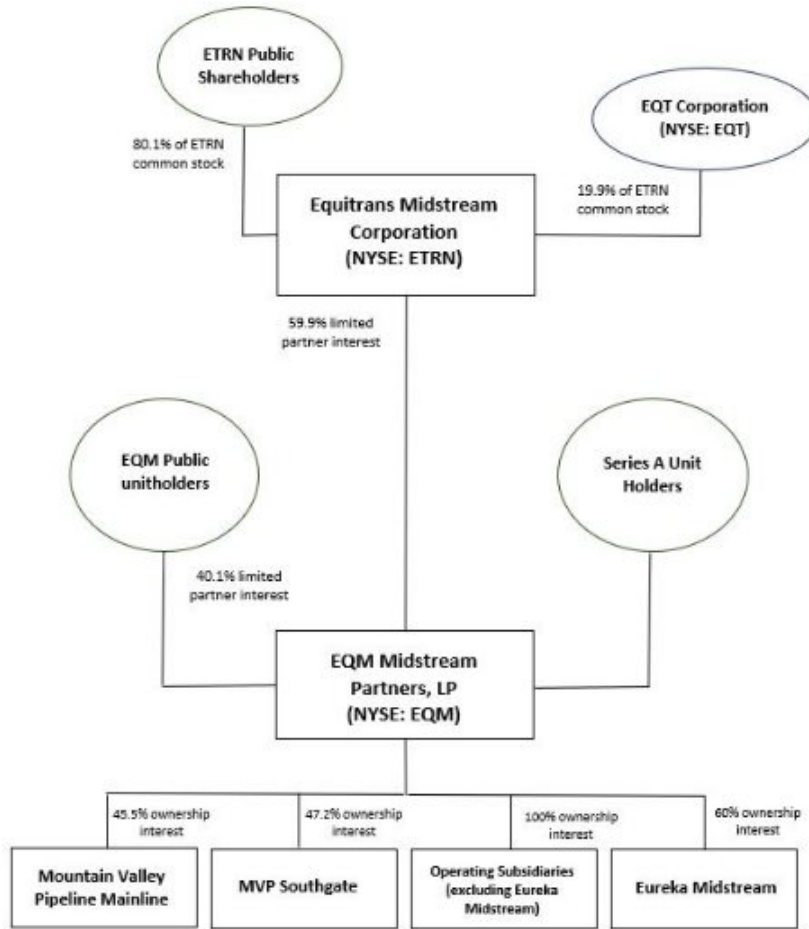 ETRN Public
Shareholders
EQT Corporation
(NYSE: EQT)
80.1% of ETRN
common stock
19.9% of ETRN
common stock
Equitrans Midstream
Corporation
(NYSE: ETRN)
59.9% limited
partner interest
EQM Public
unitholders
Series A Unit
Holders
40.1% limited
partner interest
EQM Midstream
Partners, LP
(NYSE: EQM)
45.5% ownership
interest
47.2% ownership
interest
100% ownership
interest
60% ownership
interest
Mountain Valley
Pipeline Mainline
MVP Southgate
Operating Subsidiaries
(excluding Eureka
Midstream)
Eureka Midstream